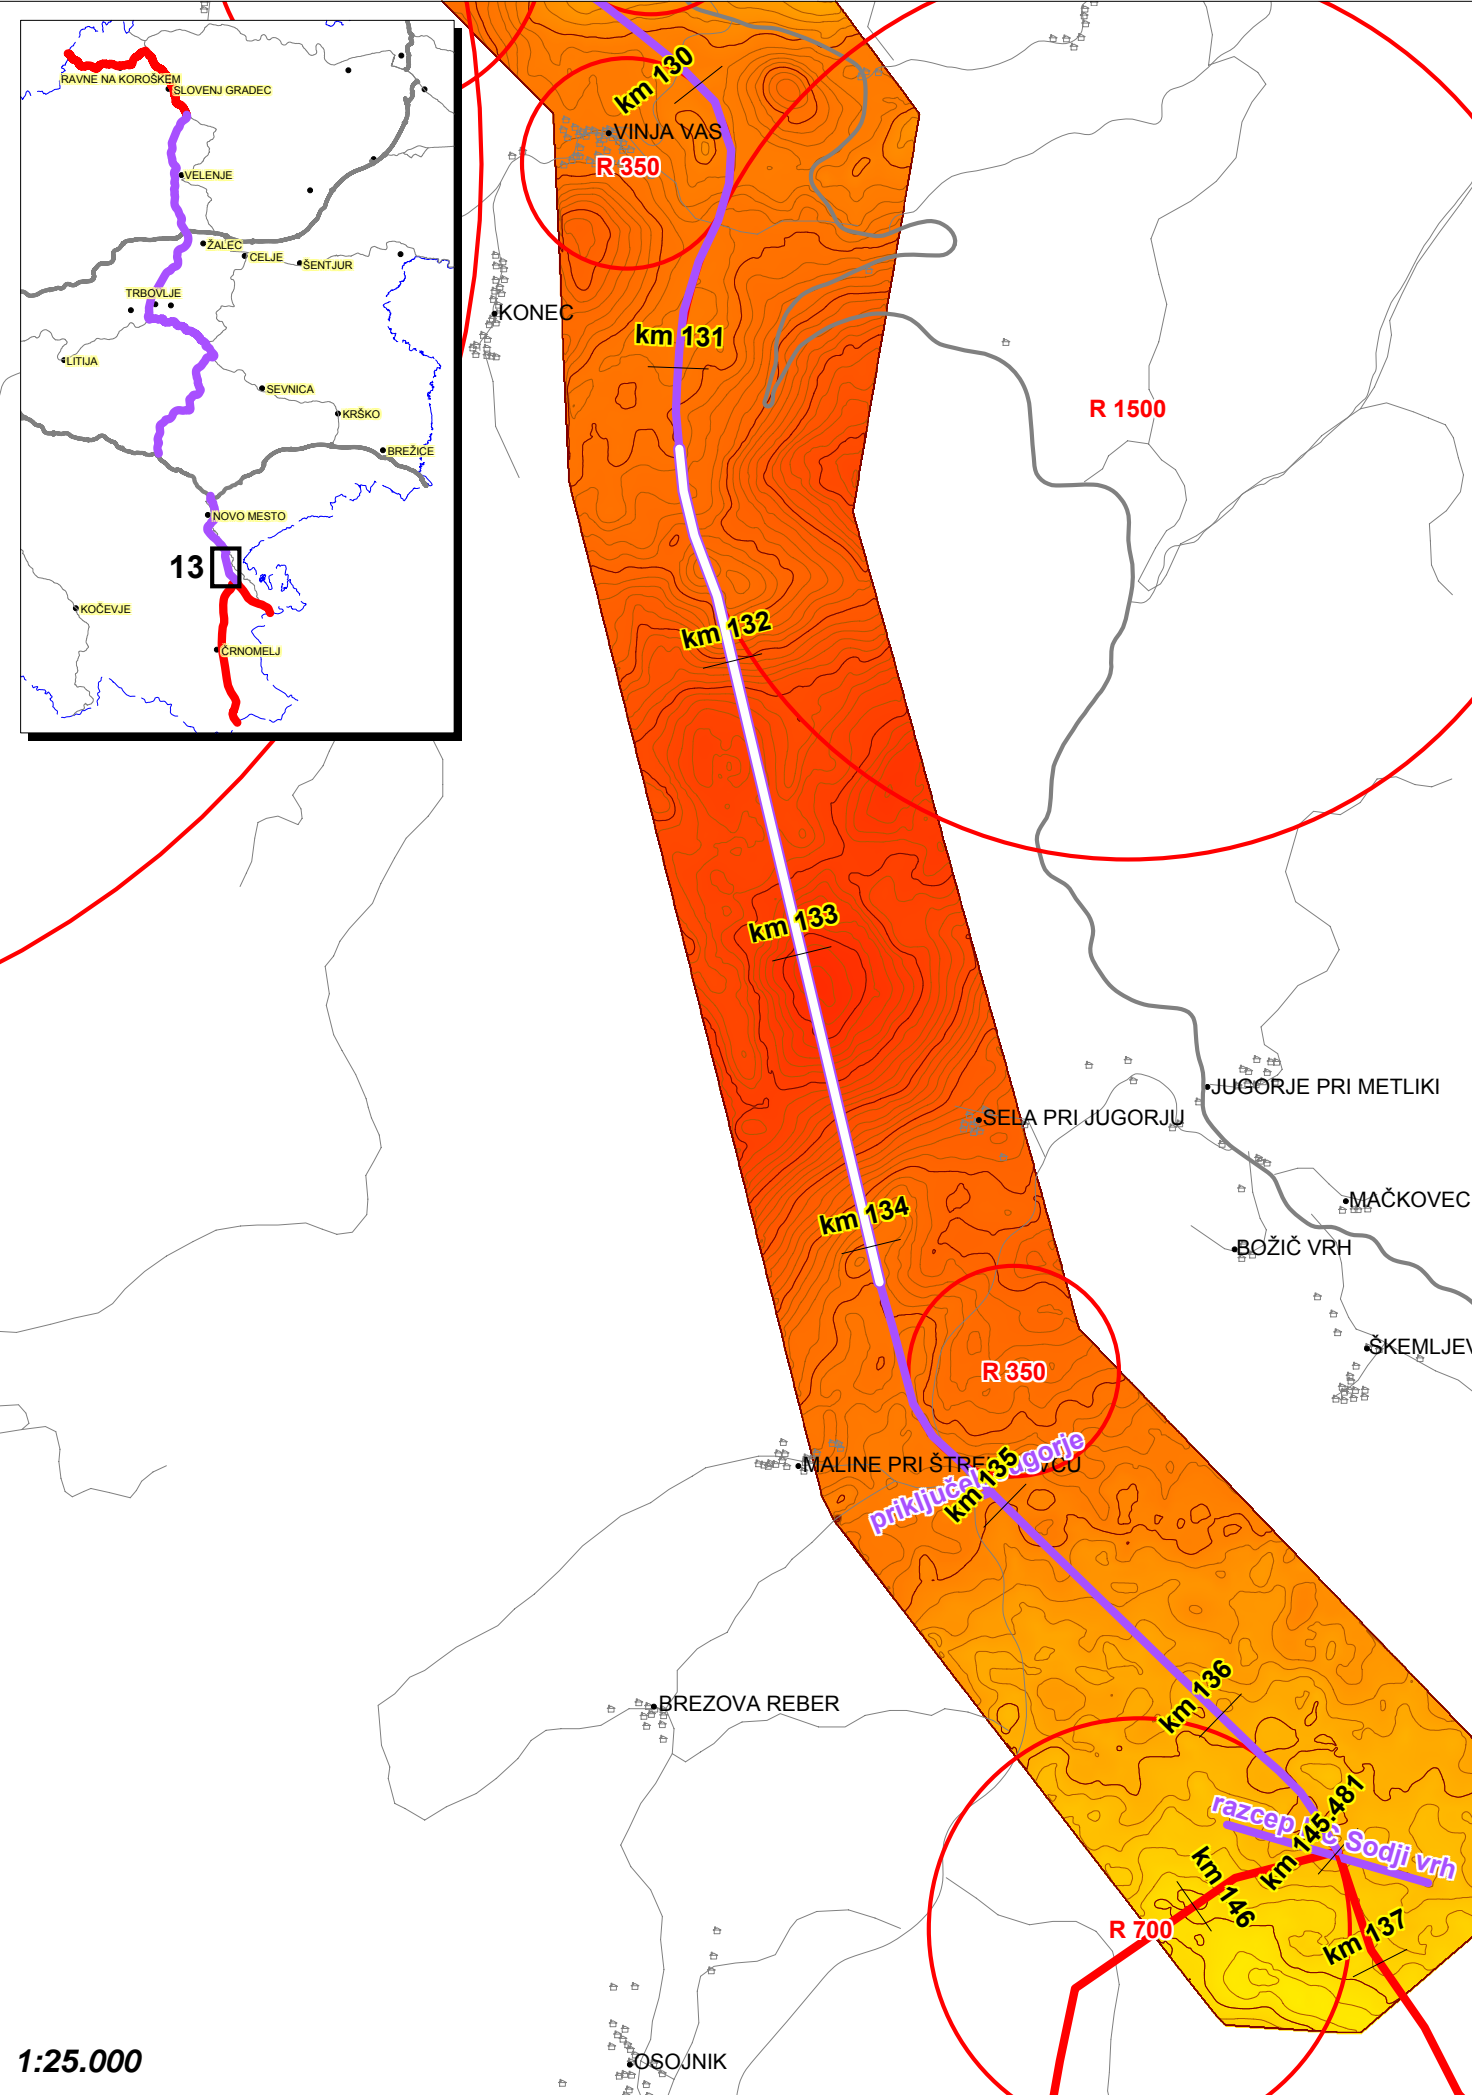 RAVNE NA KOROŠKEM
SLOVENJ GRADEC
VELENJE
ŽALEC
CELJE
ŠENTJUR
TRBOVLJE
LITIJA
SEVNICA
KRŠKO
BREŽICE
NOVO MESTO
13
KOČEVJE
ČRNOMELJ
km 130
VINJA VAS
R 350
KONEC
km 131
R 1500
km 132
km 133
JUGORJE PRI METLIKI
SELA PRI JUGORJU
MAČKOVEC
km 134
BOŽIČ VRH
ŠKEMLJEV
R 350
priključek Jugorje
km 135
MALINE PRI ŠTREKLJEVCU
km 136
BREZOVA REBER
km 145.481
razcep HC Sodji vrh
km 146
R 700
km 137
1:25.000
OSOJNIK